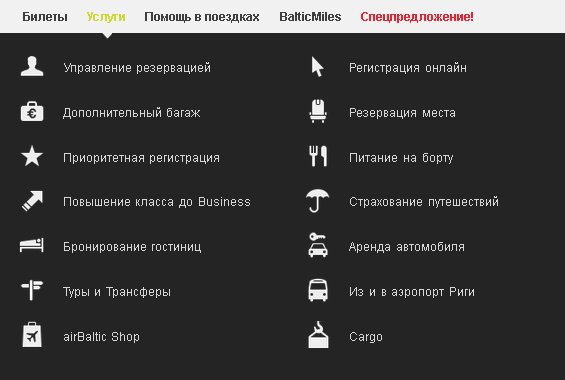 Билеты Услуги Помощь в поездках BalticMiles Спецпредложение!
Управление резервацией
Регистрация онлайн
Дополнительный багаж
Резервация места
Приоритетная регистрация
Питание на борту
Повышение класса до Business
Страхование путешествий
Бронирование гостиниц
Аренда автомобиля
Туры и Трансферы
Из и в аэропорт Риги
airBaltic Shop
Cargo